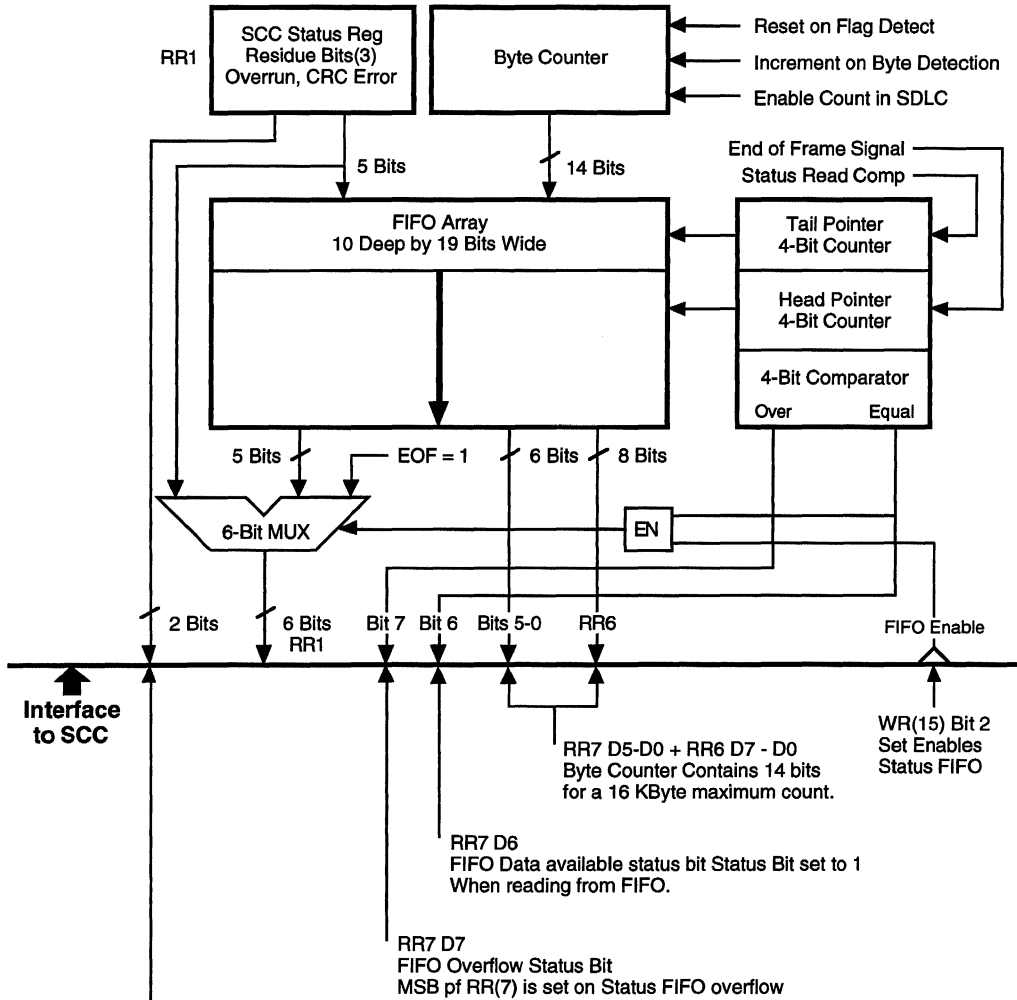 RR1
SCC Status Reg
Residue Bits(3)
Overrun, CRC Error
Byte Counter
Reset on Flag Detect
Increment on Byte Detection
Enable Count in SDLC
5 Bits
14 Bits
End of Frame Signal
Status Read Comp
FIFO Array
10 Deep by 19 Bits Wide
Tail Pointer
4-Bit Counter
Head Pointer
4-Bit Counter
4-Bit Comparator
Over
Equal
5 Bits
EOF = 1
6 Bits
8 Bits
6-Bit MUX
EN
2 Bits
6 Bits
RR1
Bit 7
Bit 6
Bits 5-0
RR6
FIFO Enable
Interface
to SCC
WR(15) Bit 2
Set Enables
Status FIFO
RR7 D5-D0 + RR6 D7 - D0
Byte Counter Contains 14 bits
for a 16 KByte maximum count.
RR7 D6
FIFO Data available status bit Status Bit set to 1
When reading from FIFO.
RR7 D7
FIFO Overflow Status Bit
MSB pf RR(7) is set on Status FIFO overflow